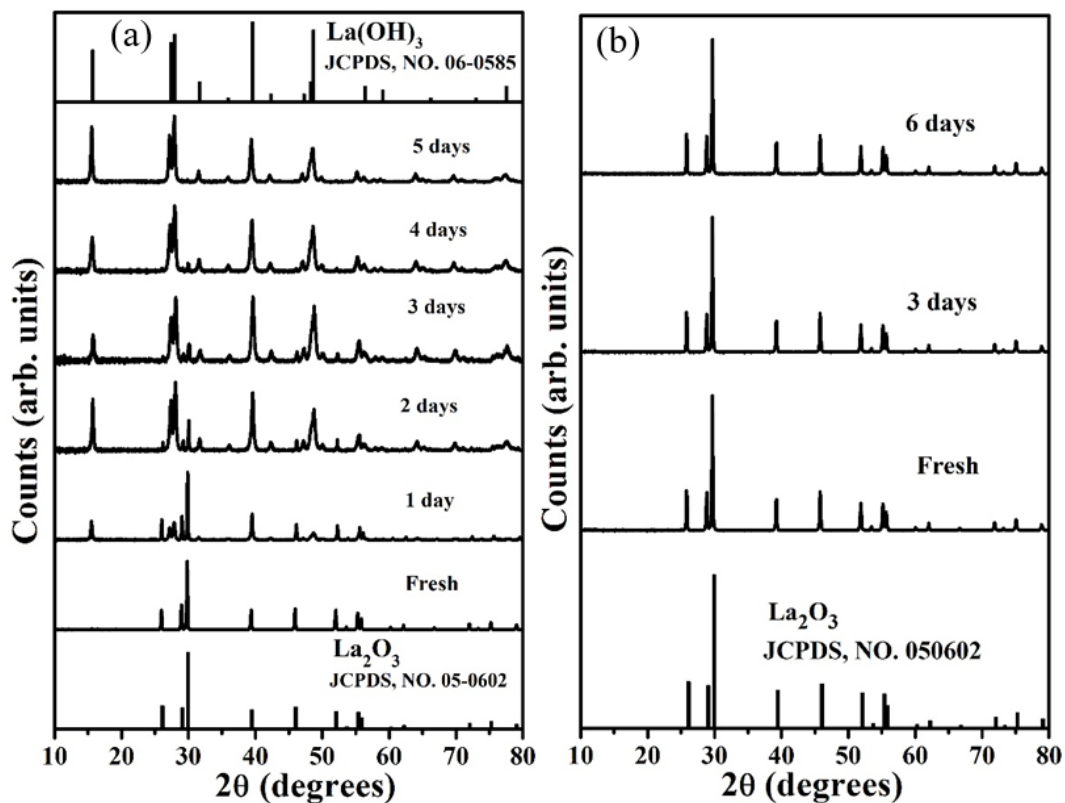 (a)
La(OH)₃
JCPDS, NO. 06-0585
5 days
4 days
3 days
2 days
1 day
Fresh
La₂O₃
JCPDS, NO. 05-0602
Counts (arb. units)
10 20 30 40 50 60 70 80
2θ (degrees)
(b)
6 days
3 days
Fresh
La₂O₃
JCPDS, NO. 050602
Counts (arb. units)
10 20 30 40 50 60 70 80
2θ (degrees)